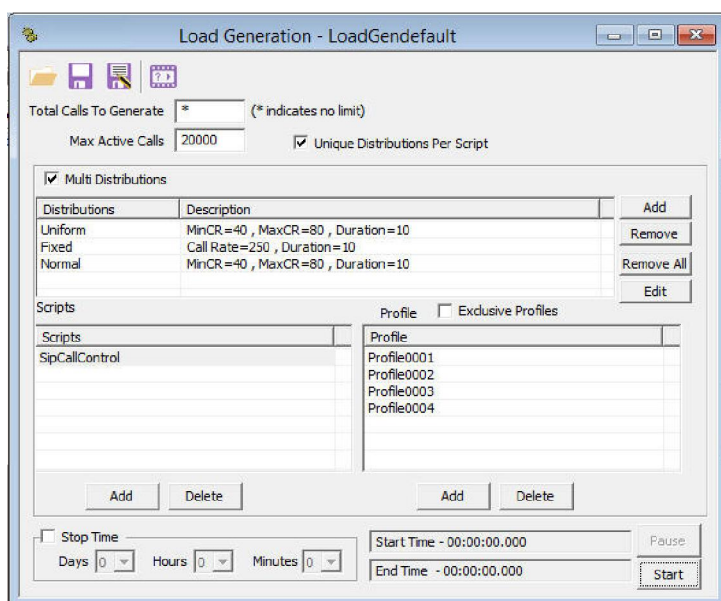 Load Generation - LoadGendefault
Total Calls To Generate * (* indicates no limit)
Max Active Calls 20000 Unique Distributions Per Script
Multi Distributions
Distributions Description
Uniform MinCR=40 , MaxCR=80 , Duration=10
Fixed Call Rate=250 , Duration=10
Normal MinCR=40 , MaxCR=80 , Duration=10
Add
Remove
Remove All
Edit
Scripts
Profile Exclusive Profiles
Scripts
SipCallControl
Profile
Profile0001
Profile0002
Profile0003
Profile0004
Add Delete
Add Delete
Stop Time
Days 0 Hours 0 Minutes 0
Start Time - 00:00:00.000
End Time - 00:00:00.000
Pause
Start